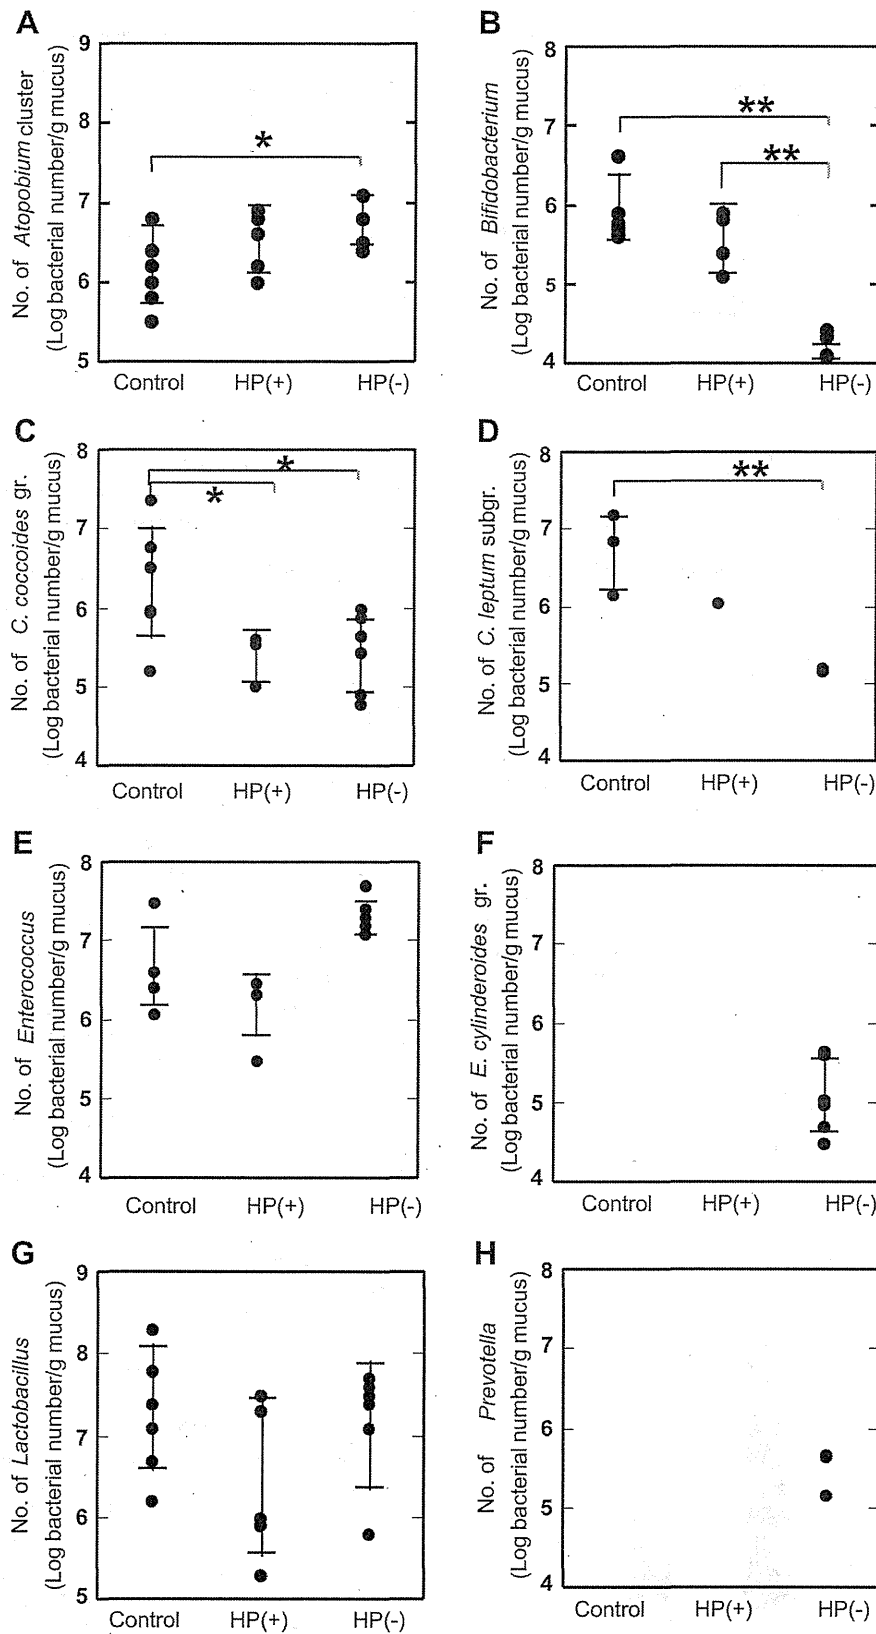 A
No. of Atopobium cluster
(Log bacterial number/g mucus)
9
8
7
6
5
*
Control HP(+) HP(-)
B
No. of Bifidobacterium
(Log bacterial number/g mucus)
8
7
6
5
4
**
**
Control HP(+) HP(-)
C
No. of C. coccoides gr.
(Log bacterial number/g mucus)
8
7
6
5
4
*
*
Control HP(+) HP(-)
D
No. of C. leptum subgr.
(Log bacterial number/g mucus)
8
7
6
5
4
**
Control HP(+) HP(-)
E
No. of Enterococcus
(Log bacterial number/g mucus)
8
7
6
5
4
Control HP(+) HP(-)
F
No. of E. cylinderoides gr.
(Log bacterial number/g mucus)
8
7
6
5
4
Control HP(+) HP(-)
G
No. of Lactobacillus
(Log bacterial number/g mucus)
9
8
7
6
5
Control HP(+) HP(-)
H
No. of Prevotella
(Log bacterial number/g mucus)
8
7
6
5
4
Control HP(+) HP(-)